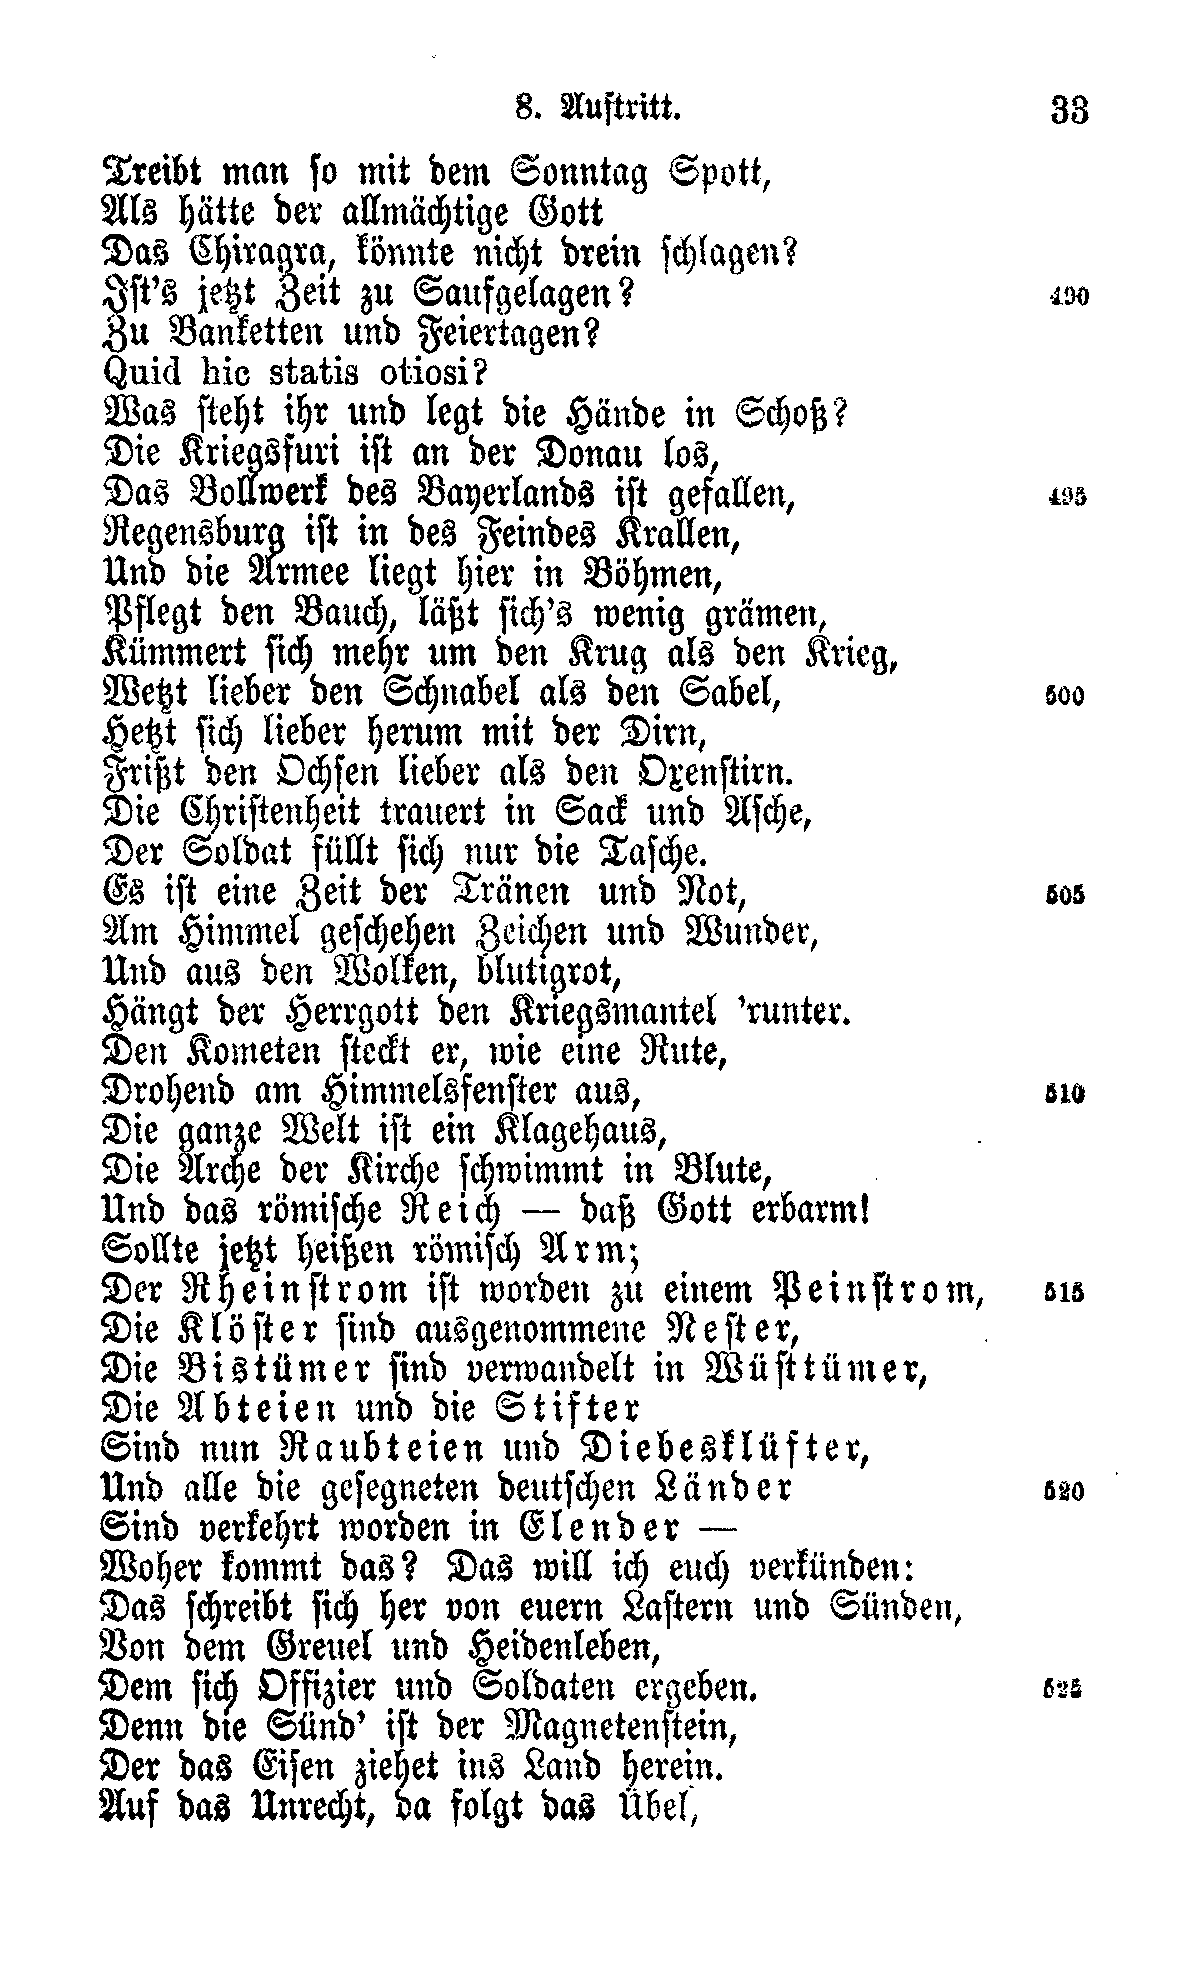 8. Auftritt. 33
Treibt man so mit dem Sonntag Spott,
Als hätte der allmächtige Gott
Das Chiragra, könnte nicht drein schlagen?
Ist's jetzt Zeit zu Saufgelagen? 490
Zu Banketten und Feiertagen?
Quid hic statis otiosi?
Was steht ihr und legt die Hände in Schoß?
Die Kriegsfuri ist an der Donau los,
Das Bollwerk des Bayerlands ist gefallen, 495
Regensburg ist in des Feindes Krallen,
Und die Armee liegt hier in Böhmen,
Pflegt den Bauch, läßt sich's wenig grämen,
Kümmert sich mehr um den Krug als den Krieg,
Wetzt lieber den Schnabel als den Sabel, 500
Hetzt sich lieber herum mit der Dirn,
Frißt den Ochsen lieber als den Oxenstirn.
Die Christenheit trauert in Sack und Asche,
Der Soldat füllt sich nur die Tasche.
Es ist eine Zeit der Tränen und Not, 505
Am Himmel geschehen Zeichen und Wunder,
Und aus den Wolken, blutigrot,
Hängt der Herrgott den Kriegsmantel 'runter.
Den Kometen steckt er, wie eine Rute,
Drohend am Himmelsfenster aus, 510
Die ganze Welt ist ein Klagehaus,
Die Arche der Kirche schwimmt in Blute,
Und das römische Reich — daß Gott erbarm!
Sollte jetzt heißen römisch Arm;
Der Rheinstrom ist worden zu einem Peinstrom, 515
Die Klöster sind ausgenommene Nester,
Die Bistümer sind verwandelt in Wüsttümer,
Die Abteien und die Stifter
Sind nun Raubteien und Diebesklüfter,
Und alle die gesegneten deutschen Länder 520
Sind verkehrt worden in Elender —
Woher kommt das? Das will ich euch verkünden:
Das schreibt sich her von euern Lastern und Sünden,
Von dem Greuel und Heidenleben,
Dem sich Offizier und Soldaten ergeben. 525
Denn die Sünd' ist der Magnetenstein,
Der das Eisen ziehet ins Land herein.
Auf das Unrecht, da folgt das Übel,